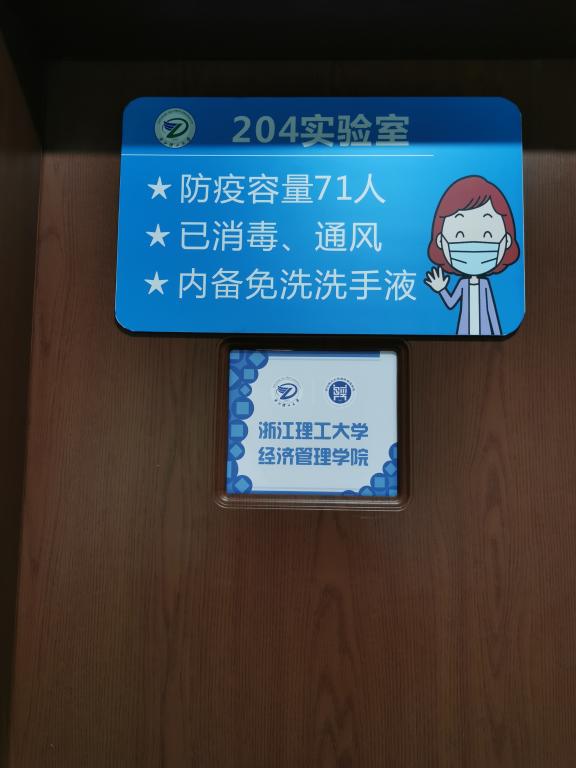 204实验室
★防疫容量71人
★已消毒、通风
★内备免洗洗手液
浙江理工大学
经济管理学院